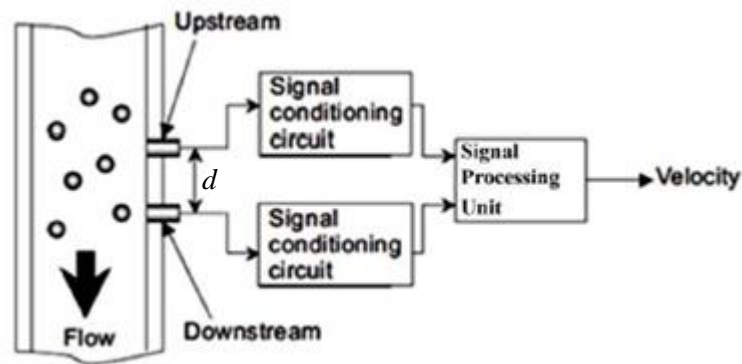 Upstream
Signal
conditioning
circuit
d
Signal
Processing
Unit
Velocity
Signal
conditioning
circuit
Flow
Downstream